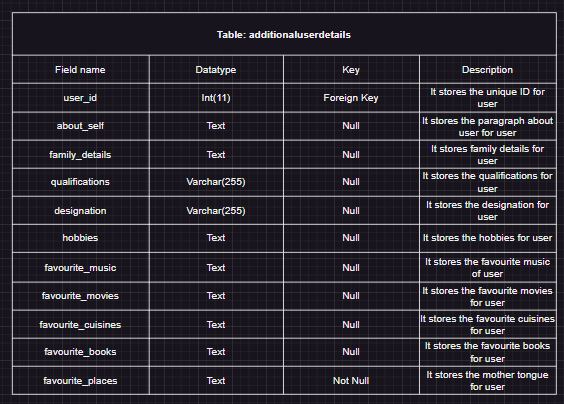 Table: additionaluserdetails
Field name Datatype Key Description
user_id Int(11) Foreign Key It stores the unique ID for
user
about_self Text Null It stores the paragraph about
user for user
family_details Text Null It stores family details for
user
qualifications Varchar(255) Null It stores the qualifications for
user
designation Varchar(255) Null It stores the designation for
user
hobbies Text Null It stores the hobbies for user
favourite_music Text Null It stores the favourite music
of user
favourite_movies Text Null It stores the favourite movies
for user
favourite_cuisines Text Null It stores the favourite cuisines
for user
favourite_books Text Null It stores the favourite books
for user
favourite_places Text Not Null It stores the mother tongue
for user